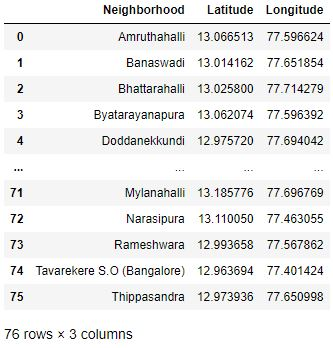 Neighborhood Latitude Longitude
0 Amruthahalli 13.066513 77.596624
1 Banaswadi 13.014162 77.651854
2 Bhattarahalli 13.025800 77.714279
3 Byatarayanapura 13.062074 77.596392
4 Doddanekkundi 12.975720 77.694042
... ... ... ...
71 Mylanahalli 13.185776 77.696769
72 Narasipura 13.110050 77.463055
73 Rameshwara 12.993658 77.567862
74 Tavarekere S.O (Bangalore) 12.963694 77.401424
75 Thippasandra 12.973936 77.650998
76 rows × 3 columns